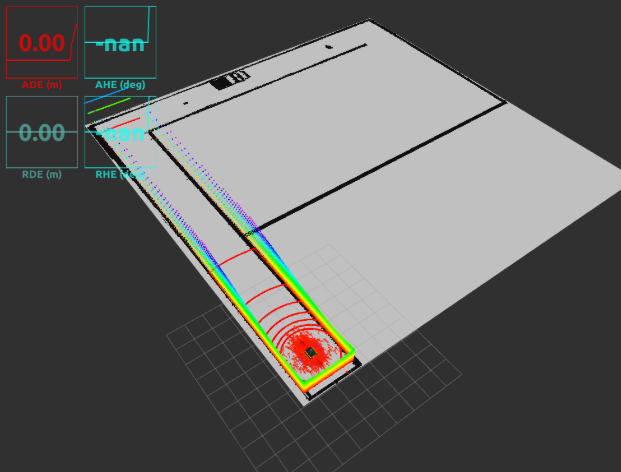 0.00
-nan
ADE (m)
AHE (deg)
0.00
-nan
RDE (m)
RHE (deg)